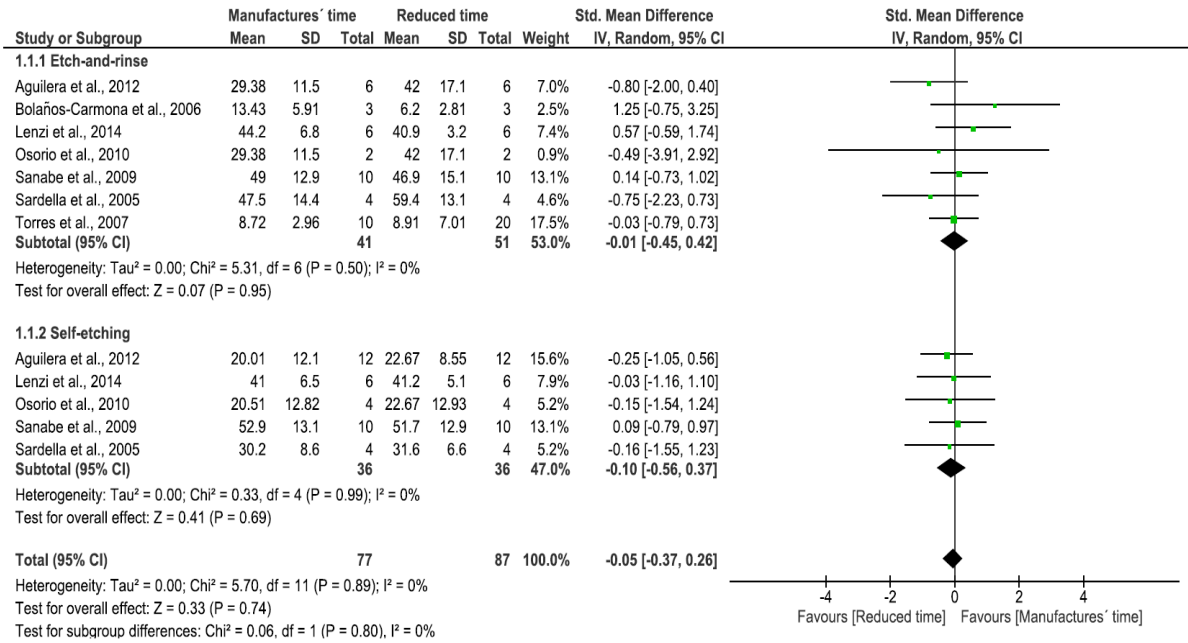 Manufactures´ time Reduced time Std. Mean Difference Std. Mean Difference
Study or Subgroup Mean SD Total Mean SD Total Weight IV, Random, 95% CI IV, Random, 95% CI
1.1.1 Etch-and-rinse
Aguilera et al., 2012 29.38 11.5 6 42 17.1 6 7.0% -0.80 [-2.00, 0.40]
Bolaños-Carmona et al., 2006 13.43 5.91 3 6.2 2.81 3 2.5% 1.25 [-0.75, 3.25]
Lenzi et al., 2014 44.2 6.8 6 40.9 3.2 6 7.4% 0.57 [-0.59, 1.74]
Osorio et al., 2010 29.38 11.5 2 42 17.1 2 0.9% -0.49 [-3.91, 2.92]
Sanabe et al., 2009 49 12.9 10 46.9 15.1 10 13.1% 0.14 [-0.73, 1.02]
Sardella et al., 2005 47.5 14.4 4 59.4 13.1 4 4.6% -0.75 [-2.23, 0.73]
Torres et al., 2007 8.72 2.96 10 8.91 7.01 20 17.5% -0.03 [-0.79, 0.73]
Subtotal (95% CI) 41 51 53.0% -0.01 [-0.45, 0.42]
Heterogeneity: Tau² = 0.00; Chi² = 5.31, df = 6 (P = 0.50); I² = 0%
Test for overall effect: Z = 0.07 (P = 0.95)
1.1.2 Self-etching
Aguilera et al., 2012 20.01 12.1 12 22.67 8.55 12 15.6% -0.25 [-1.05, 0.56]
Lenzi et al., 2014 41 6.5 6 41.2 5.1 6 7.9% -0.03 [-1.16, 1.10]
Osorio et al., 2010 20.51 12.82 4 22.67 12.93 4 5.2% -0.15 [-1.54, 1.24]
Sanabe et al., 2009 52.9 13.1 10 51.7 12.9 10 13.1% 0.09 [-0.79, 0.97]
Sardella et al., 2005 30.2 8.6 4 31.6 6.6 4 5.2% -0.16 [-1.55, 1.23]
Subtotal (95% CI) 36 36 47.0% -0.10 [-0.56, 0.37]
Heterogeneity: Tau² = 0.00; Chi² = 0.33, df = 4 (P = 0.99); I² = 0%
Test for overall effect: Z = 0.41 (P = 0.69)
Total (95% CI) 77 87 100.0% -0.05 [-0.37, 0.26]
Heterogeneity: Tau² = 0.00; Chi² = 5.70, df = 11 (P = 0.89); I² = 0%
Test for overall effect: Z = 0.33 (P = 0.74)
Test for subgroup differences: Chi² = 0.06, df = 1 (P = 0.80), I² = 0%
-4 -2 0 2 4
Favours [Reduced time] Favours [Manufactures´ time]